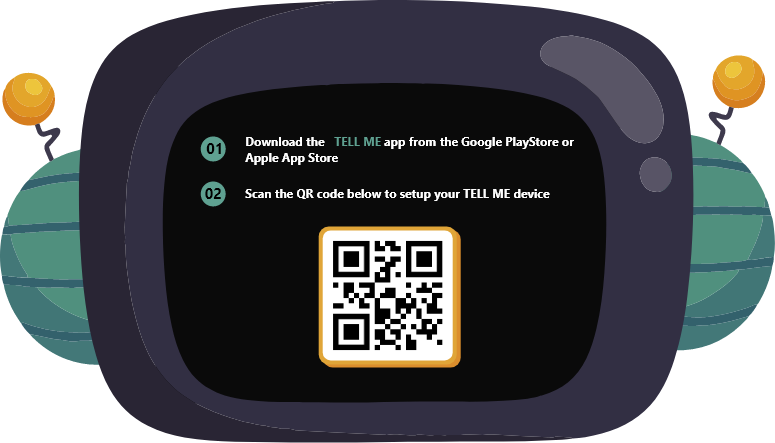 01 Download the TELL ME app from the Google PlayStore or
Apple App Store
02 Scan the QR code below to setup your TELL ME device